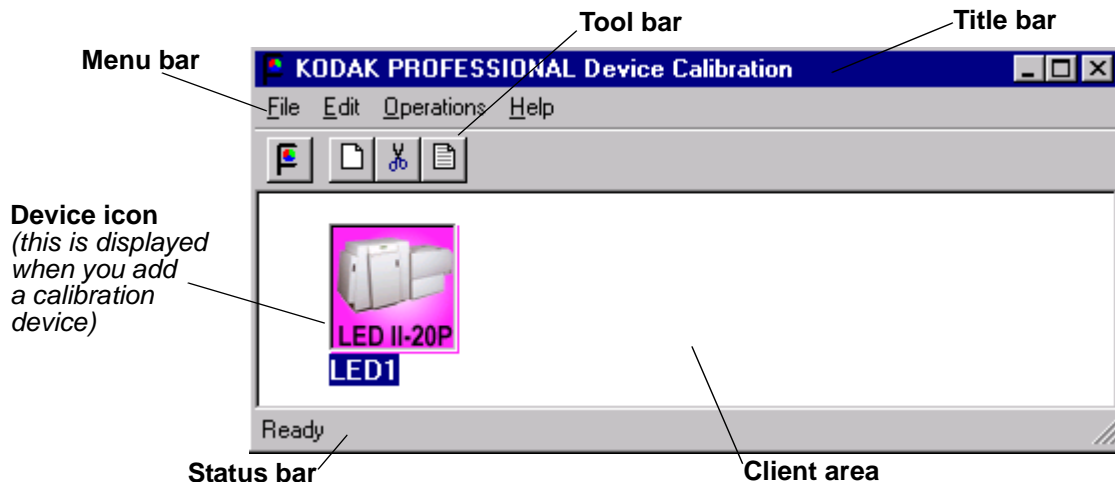 Tool bar
Title bar
Menu bar
KODAK PROFESSIONAL Device Calibration
File Edit Operations Help
Device icon
(this is displayed
when you add
a calibration
device)
LED II-20P
LED1
Ready
Status bar
Client area